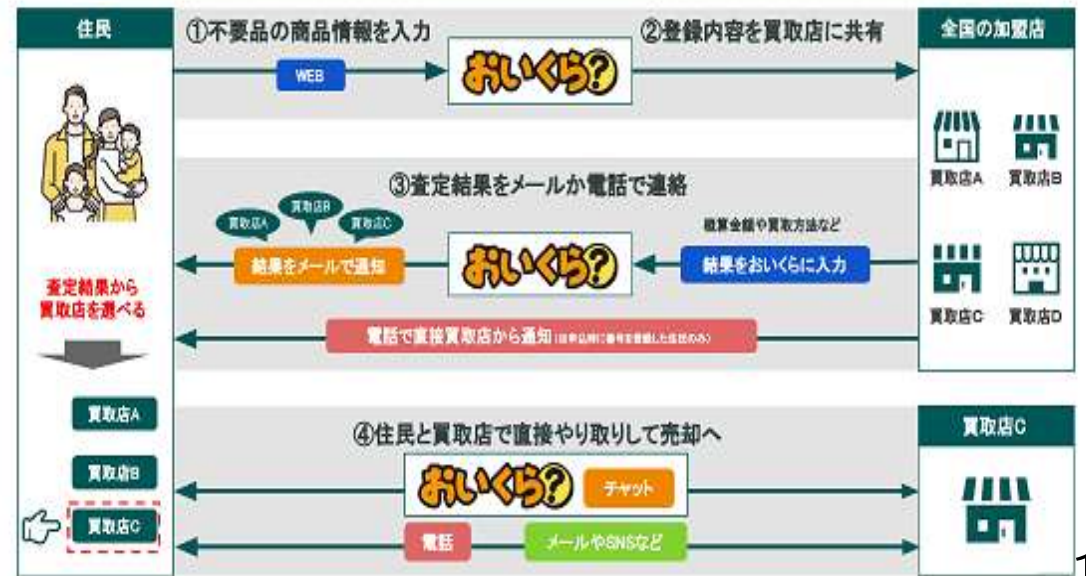 住民
①不要品の商品情報を入力
②登録内容を買取店に共有
全国の加盟店
WEB
おいくら?
買取店A
買取店B
買取店C
買取店D
③査定結果をメールか電話で連絡
買取店A
買取店B
買取店C
概算金額や買取方法など
結果をメールで通知
おいくら?
結果をおいくらに入力
電話で直接買取店から通知
査定結果から
買取店を選べる
買取店A
買取店B
買取店C
④住民と買取店で直接やり取りして売却へ
おいくら?
チャット
電話
メールやSNSなど
買取店C